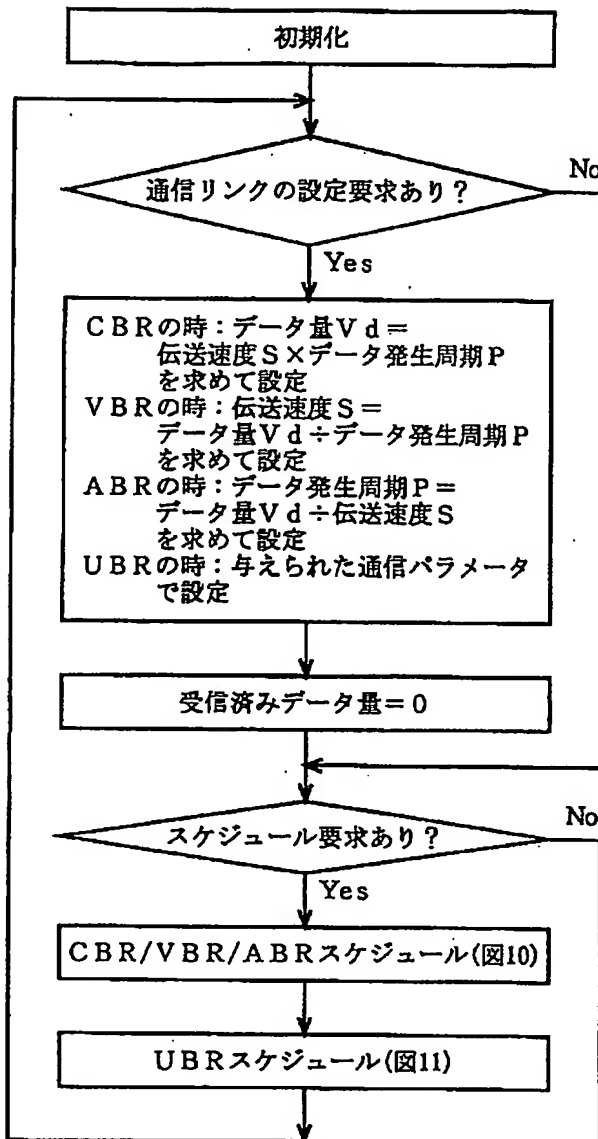 初期化
通信リンクの設定要求あり？
No
Yes
CBRの時：データ量Vd＝
伝送速度S×データ発生周期P
を求めて設定
VBRの時：伝送速度S＝
データ量Vd÷データ発生周期P
を求めて設定
ABRの時：データ発生周期P＝
データ量Vd÷伝送速度S
を求めて設定
UBRの時：与えられた通信パラメータ
で設定
受信済みデータ量＝0
スケジュール要求あり？
No
Yes
CBR/VBR/ABRスケジュール(図10)
UBRスケジュール(図11)